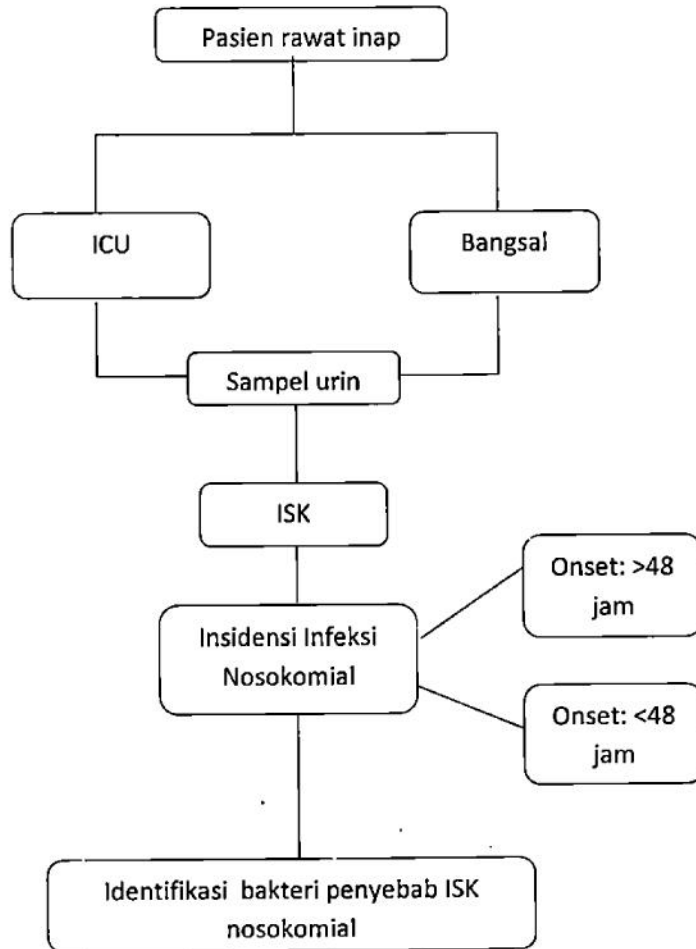 Pasien rawat inap
ICU
Bangsal
Sampel urin
ISK
Insidensi Infeksi
Nosokomial
Onset: >48
jam
Onset: <48
jam
Identifikasi bakteri penyebab ISK
nosokomial